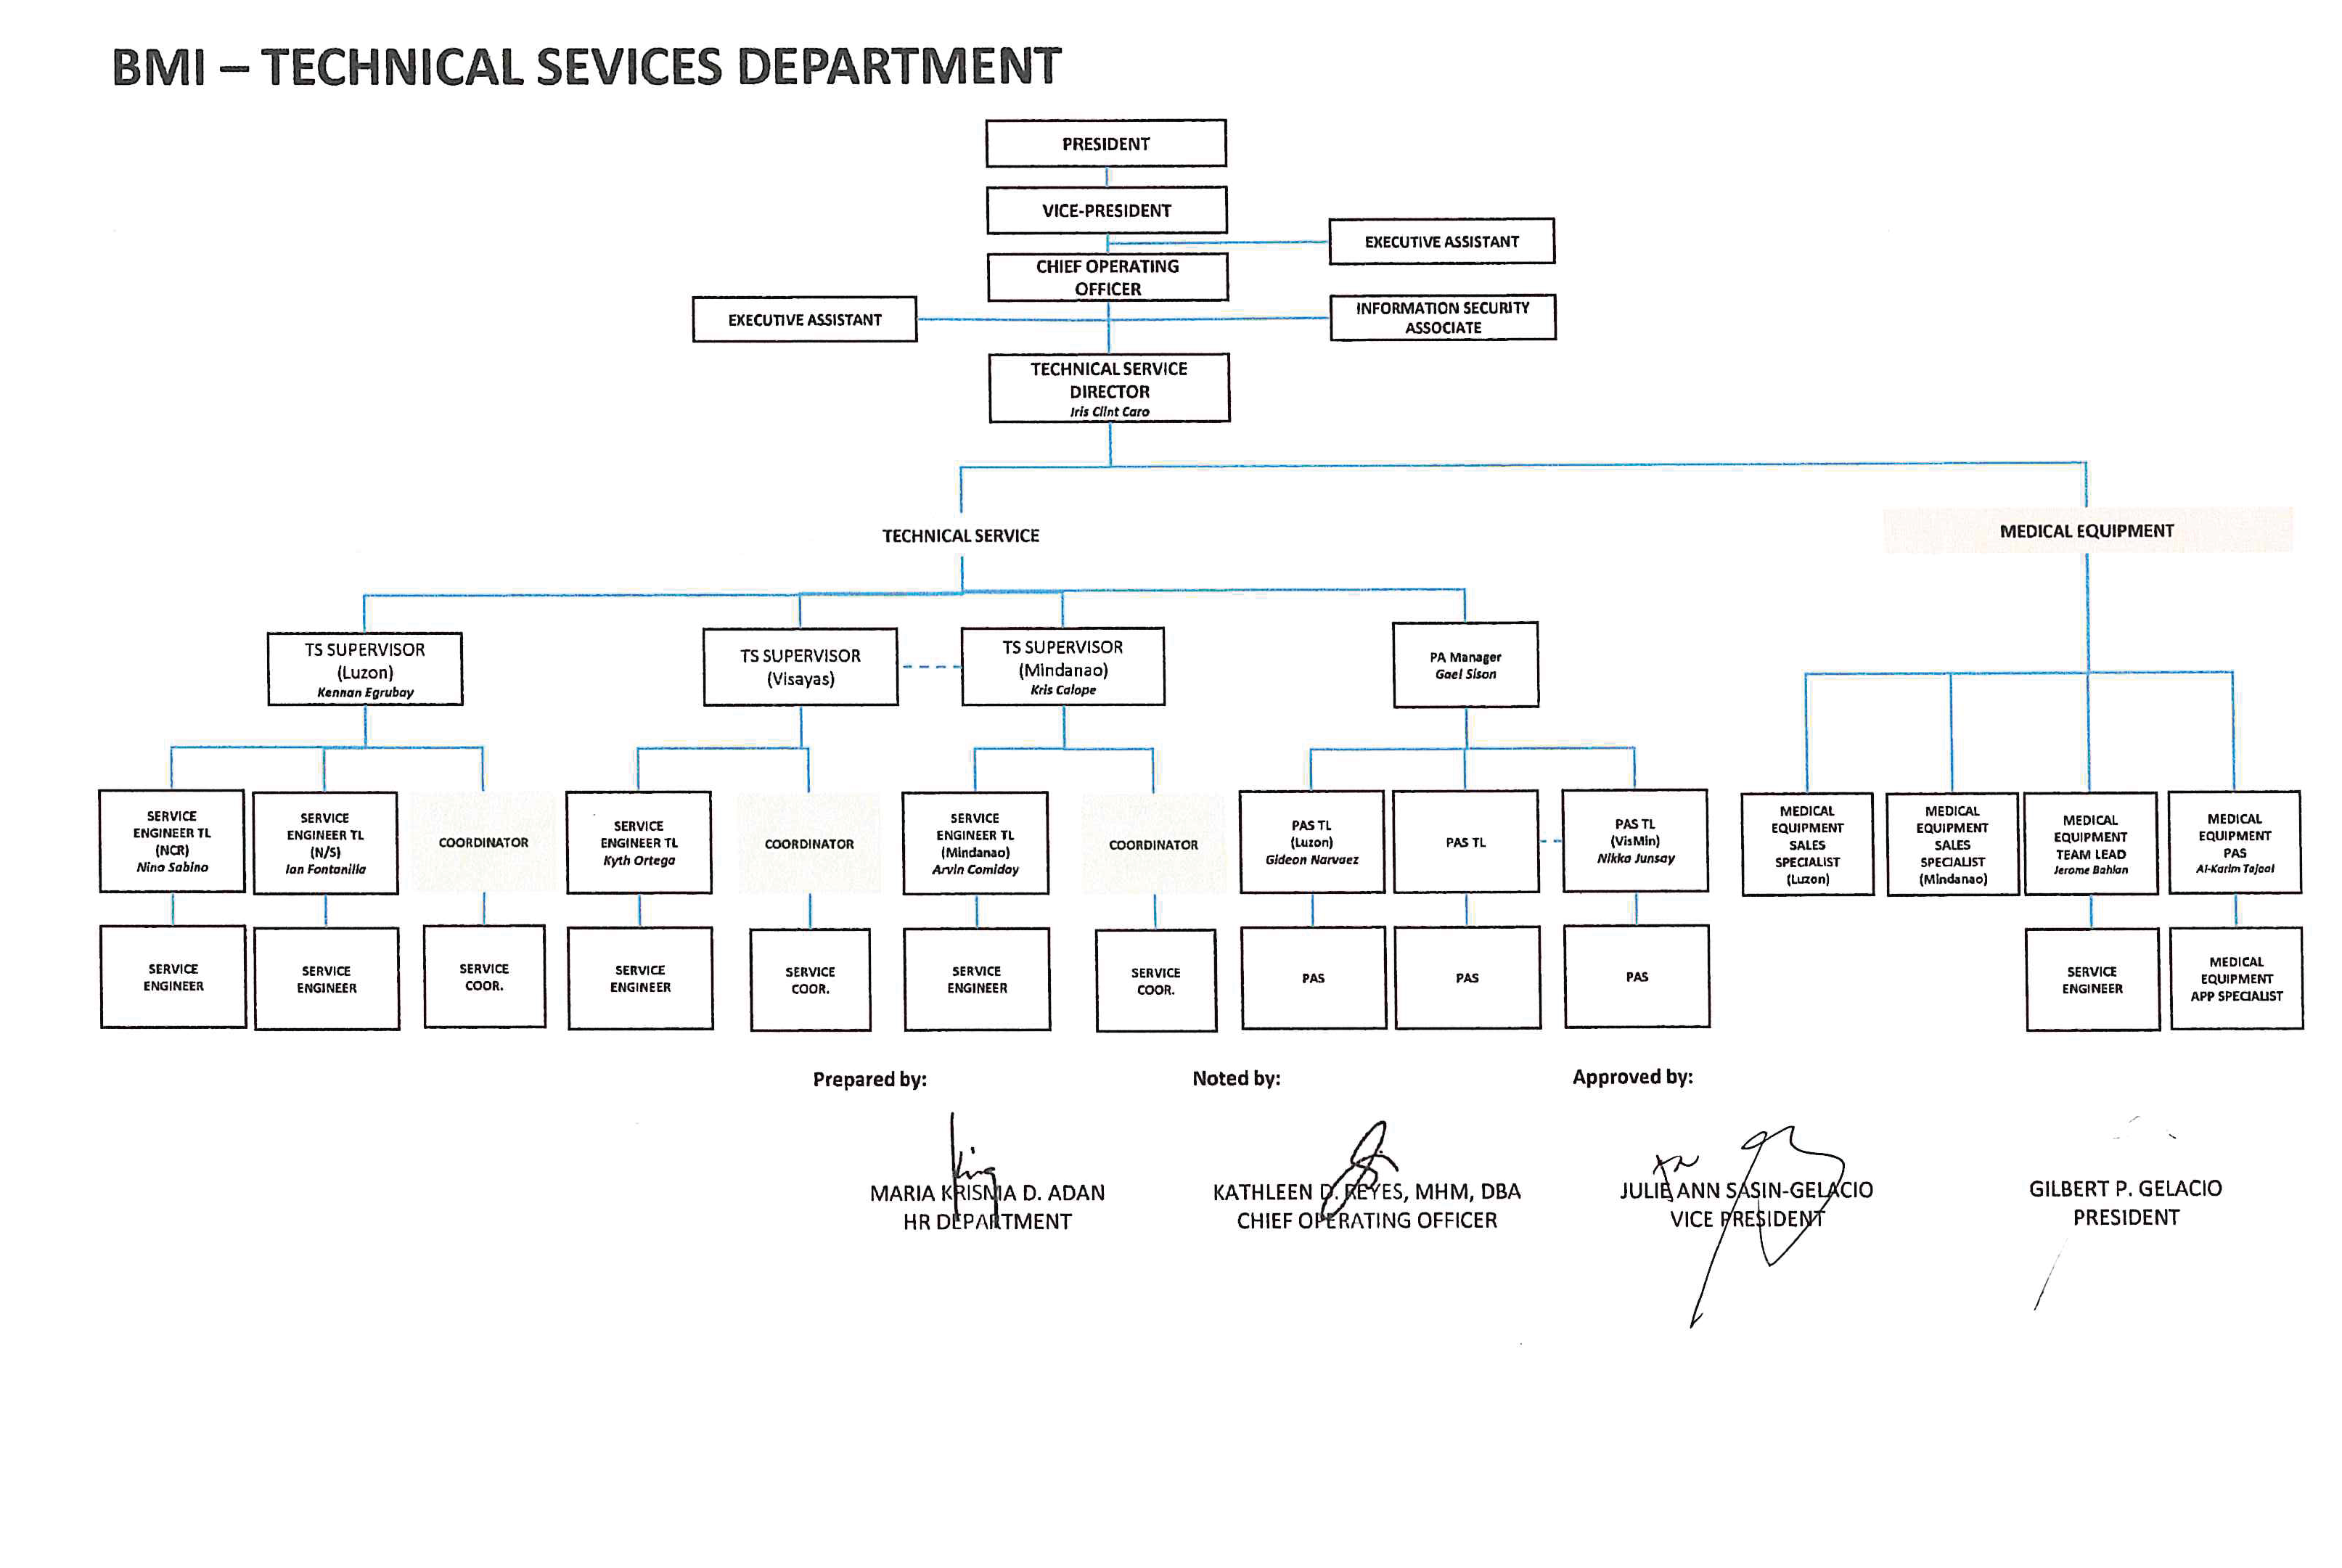 BMI – TECHNICAL SEVICES DEPARTMENT
PRESIDENT
VICE-PRESIDENT
EXECUTIVE ASSISTANT
CHIEF OPERATING
OFFICER
EXECUTIVE ASSISTANT
INFORMATION SECURITY
ASSOCIATE
TECHNICAL SERVICE
DIRECTOR
Iris Clint Caro
TECHNICAL SERVICE
MEDICAL EQUIPMENT
TS SUPERVISOR
(Luzon)
Kennan Egrubay
TS SUPERVISOR
(Visayas)
TS SUPERVISOR
(Mindanao)
Kris Calope
PA Manager
Gael Sison
SERVICE
ENGINEER TL
(NCR)
Nino Sabino
SERVICE
ENGINEER TL
(N/S)
Ian Fontanilla
COORDINATOR
SERVICE
ENGINEER TL
Kyth Ortega
COORDINATOR
SERVICE
ENGINEER TL
(Mindanao)
Arvin Comiday
COORDINATOR
PAS TL
(Luzon)
Gideon Narvaez
PAS TL
PAS TL
(VisMin)
Nikka Junsay
MEDICAL
EQUIPMENT
SALES
SPECIALIST
(Luzon)
MEDICAL
EQUIPMENT
SALES
SPECIALIST
(Mindanao)
MEDICAL
EQUIPMENT
TEAM LEAD
Jerome Bahian
MEDICAL
EQUIPMENT
PAS
Al-Karim Tajaal
SERVICE
ENGINEER
SERVICE
ENGINEER
SERVICE
COOR.
SERVICE
ENGINEER
SERVICE
COOR.
SERVICE
ENGINEER
SERVICE
COOR.
PAS
PAS
PAS
SERVICE
ENGINEER
MEDICAL
EQUIPMENT
APP SPECIALIST
Prepared by:
Noted by:
Approved by:
MARIA KRISMA D. ADAN
HR DEPARTMENT
KATHLEEN D. REYES, MHM, DBA
CHIEF OPERATING OFFICER
JULIE ANN SASIN-GELACIO
VICE PRESIDENT
GILBERT P. GELACIO
PRESIDENT